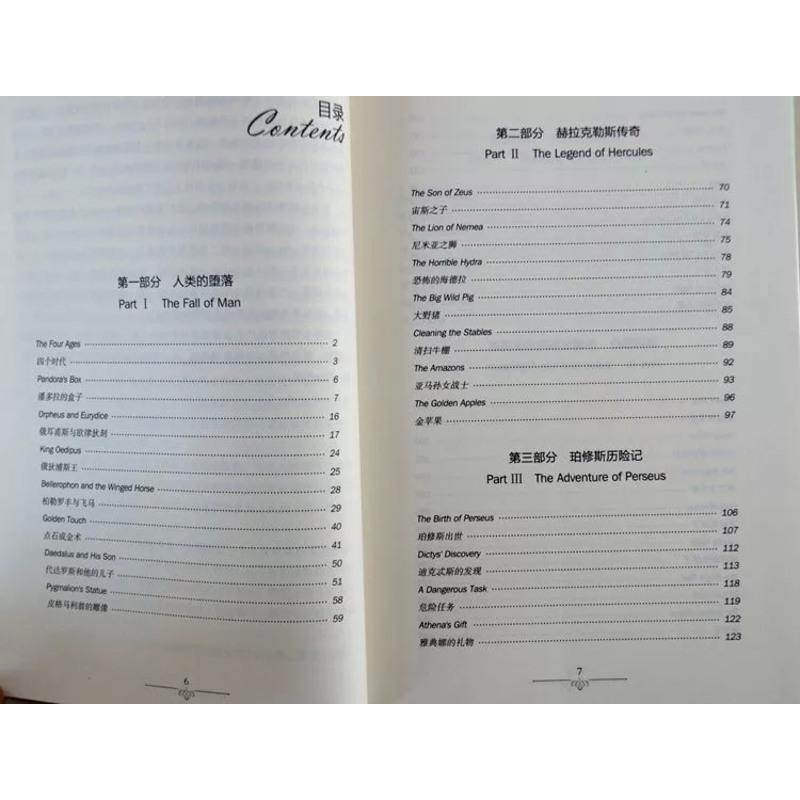 目录
Contents
第一部分 人类的堕落
Part Ⅰ The Fall of Man
The Four Ages 2
四个时代 3
Pandora's Box 6
潘多拉的盒子 7
Orpheus and Eurydice 16
俄耳甫斯与欧律狄刻 17
King Oedipus 24
俄狄浦斯王 25
Bellerophon and the Winged Horse 28
柏勒罗丰与飞马 29
Golden Touch 40
点石成金术 41
Daedalus and His Son 50
代达罗斯和他的儿子 51
Pygmalion's Statue 58
皮格马利翁的雕像 59
6
第二部分 赫拉克勒斯传奇
Part Ⅱ The Legend of Hercules
The Son of Zeus 70
宙斯之子 71
The Lion of Nemea 74
尼米亚之狮 75
The Horrible Hydra 78
恐怖的海德拉 79
The Big Wild Pig 84
大野猪 85
Cleaning the Stables 88
清扫牛棚 89
The Amazons 92
亚马孙女战士 93
The Golden Apples 96
金苹果 97
第三部分 珀修斯历险记
Part Ⅲ The Adventure of Perseus
The Birth of Perseus 106
珀修斯出世 107
Dictys' Discovery 112
迪克忒斯的发现 113
A Dangerous Task 118
危险任务 119
Athena's Gift 122
雅典娜的礼物 123
7